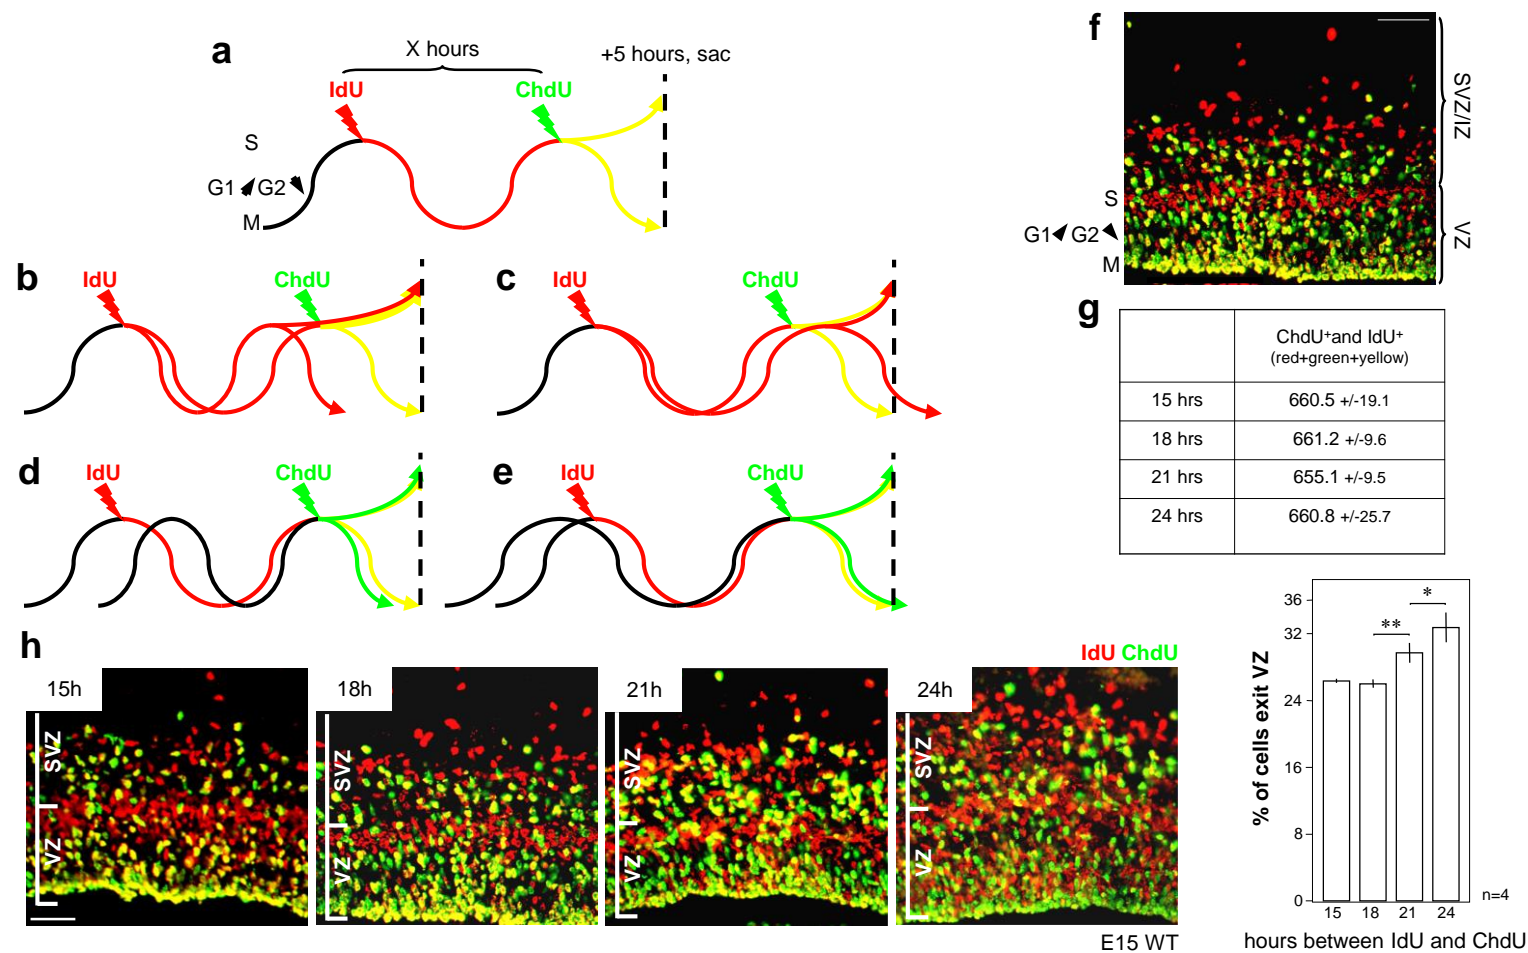 a
X hours
+5 hours, sac
IdU
ChdU
S
G1
G2
M
b
IdU
ChdU
c
IdU
ChdU
d
IdU
ChdU
e
IdU
ChdU
f
SVZ/IZ
VZ
S
G1
G2
M
g
ChdU⁺and IdU⁺
(red+green+yellow)
15 hrs 660.5 +/-19.1
18 hrs 661.2 +/-9.6
21 hrs 655.1 +/-9.5
24 hrs 660.8 +/-25.7
h
IdU ChdU
15h
SVZ
VZ
18h
SVZ
VZ
21h
SVZ
VZ
24h
SVZ
VZ
E15 WT
% of cells exit VZ
36
32
24
16
8
0
**
*
15 18 21 24
n=4
hours between IdU and ChdU